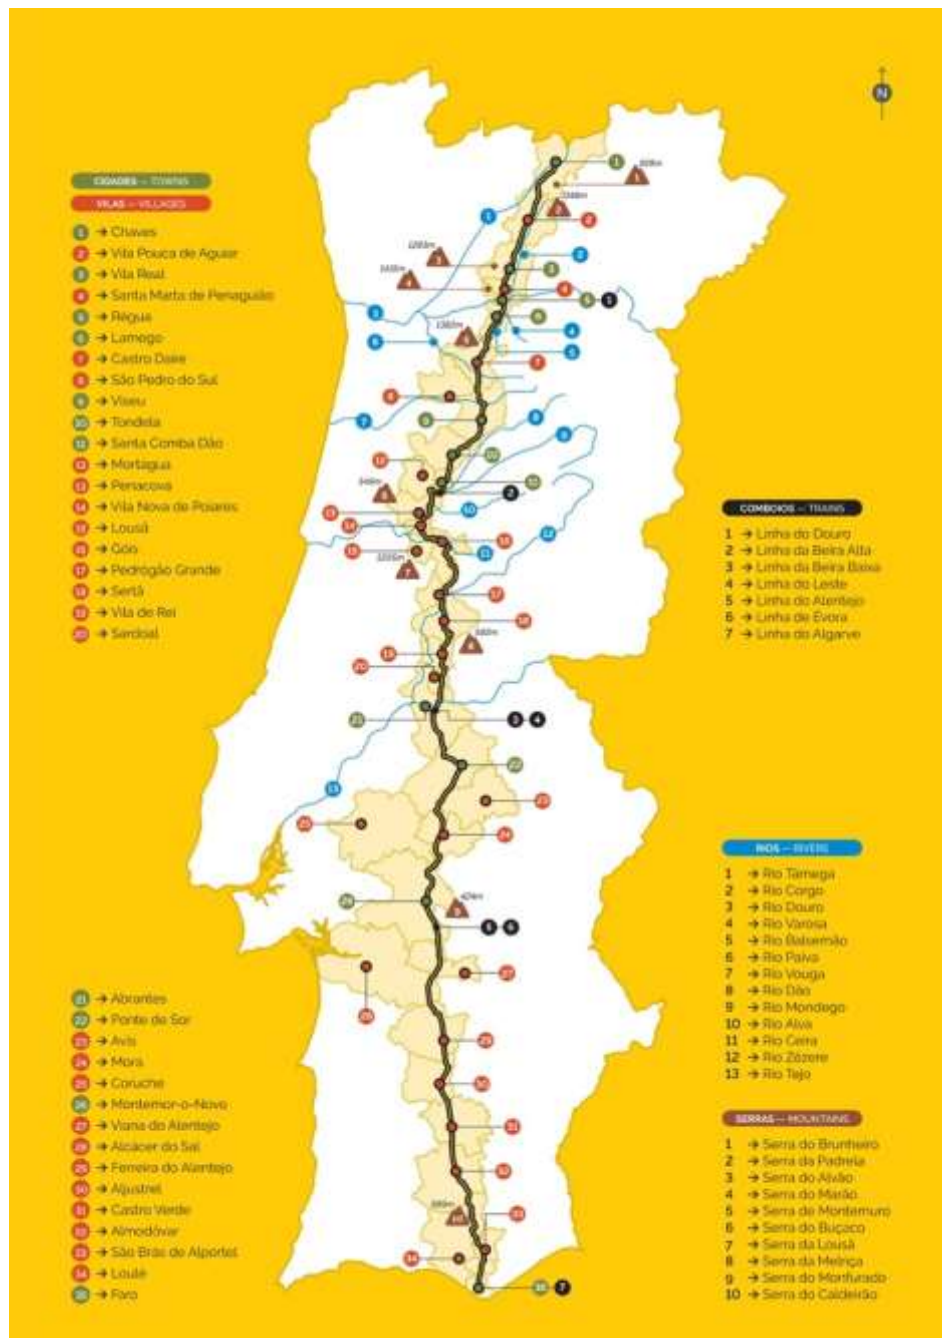 N
CIDADES — TOWNS
VILAS — VILLAGES
1 → Chaves
2 → Vila Pouca de Aguiar
3 → Vila Real
4 → Santa Marta de Penaguião
5 → Régua
6 → Lamego
7 → Castro Daire
8 → São Pedro do Sul
9 → Viseu
10 → Tondela
11 → Santa Comba Dão
12 → Mortágua
13 → Penacova
14 → Vila Nova de Poiares
15 → Lousã
16 → Góis
17 → Pedrógão Grande
18 → Sertã
19 → Vila de Rei
20 → Sardoal
21 → Abrantes
22 → Ponte de Sor
23 → Avis
24 → Mora
25 → Coruche
26 → Montemor-o-Novo
27 → Viana do Alentejo
28 → Alcácer do Sal
29 → Ferreira do Alentejo
30 → Aljustrel
31 → Castro Verde
32 → Almodôvar
33 → São Brás de Alportel
34 → Loulé
35 → Faro
COMBOIOS — TRAINS
1 → Linha do Douro
2 → Linha da Beira Alta
3 → Linha da Beira Baixa
4 → Linha do Leste
5 → Linha do Alentejo
6 → Linha de Évora
7 → Linha do Algarve
RIOS — RIVERS
1 → Rio Tâmega
2 → Rio Corgo
3 → Rio Douro
4 → Rio Varosa
5 → Rio Balsemão
6 → Rio Paiva
7 → Rio Vouga
8 → Rio Dão
9 → Rio Mondego
10 → Rio Alva
11 → Rio Ceira
12 → Rio Zêzere
13 → Rio Tejo
SERRAS — MOUNTAINS
1 → Serra do Brunheiro
2 → Serra da Padrela
3 → Serra do Alvão
4 → Serra do Marão
5 → Serra de Montemuro
6 → Serra do Buçaco
7 → Serra da Lousã
8 → Serra da Melriça
9 → Serra do Monfurado
10 → Serra do Caldeirão